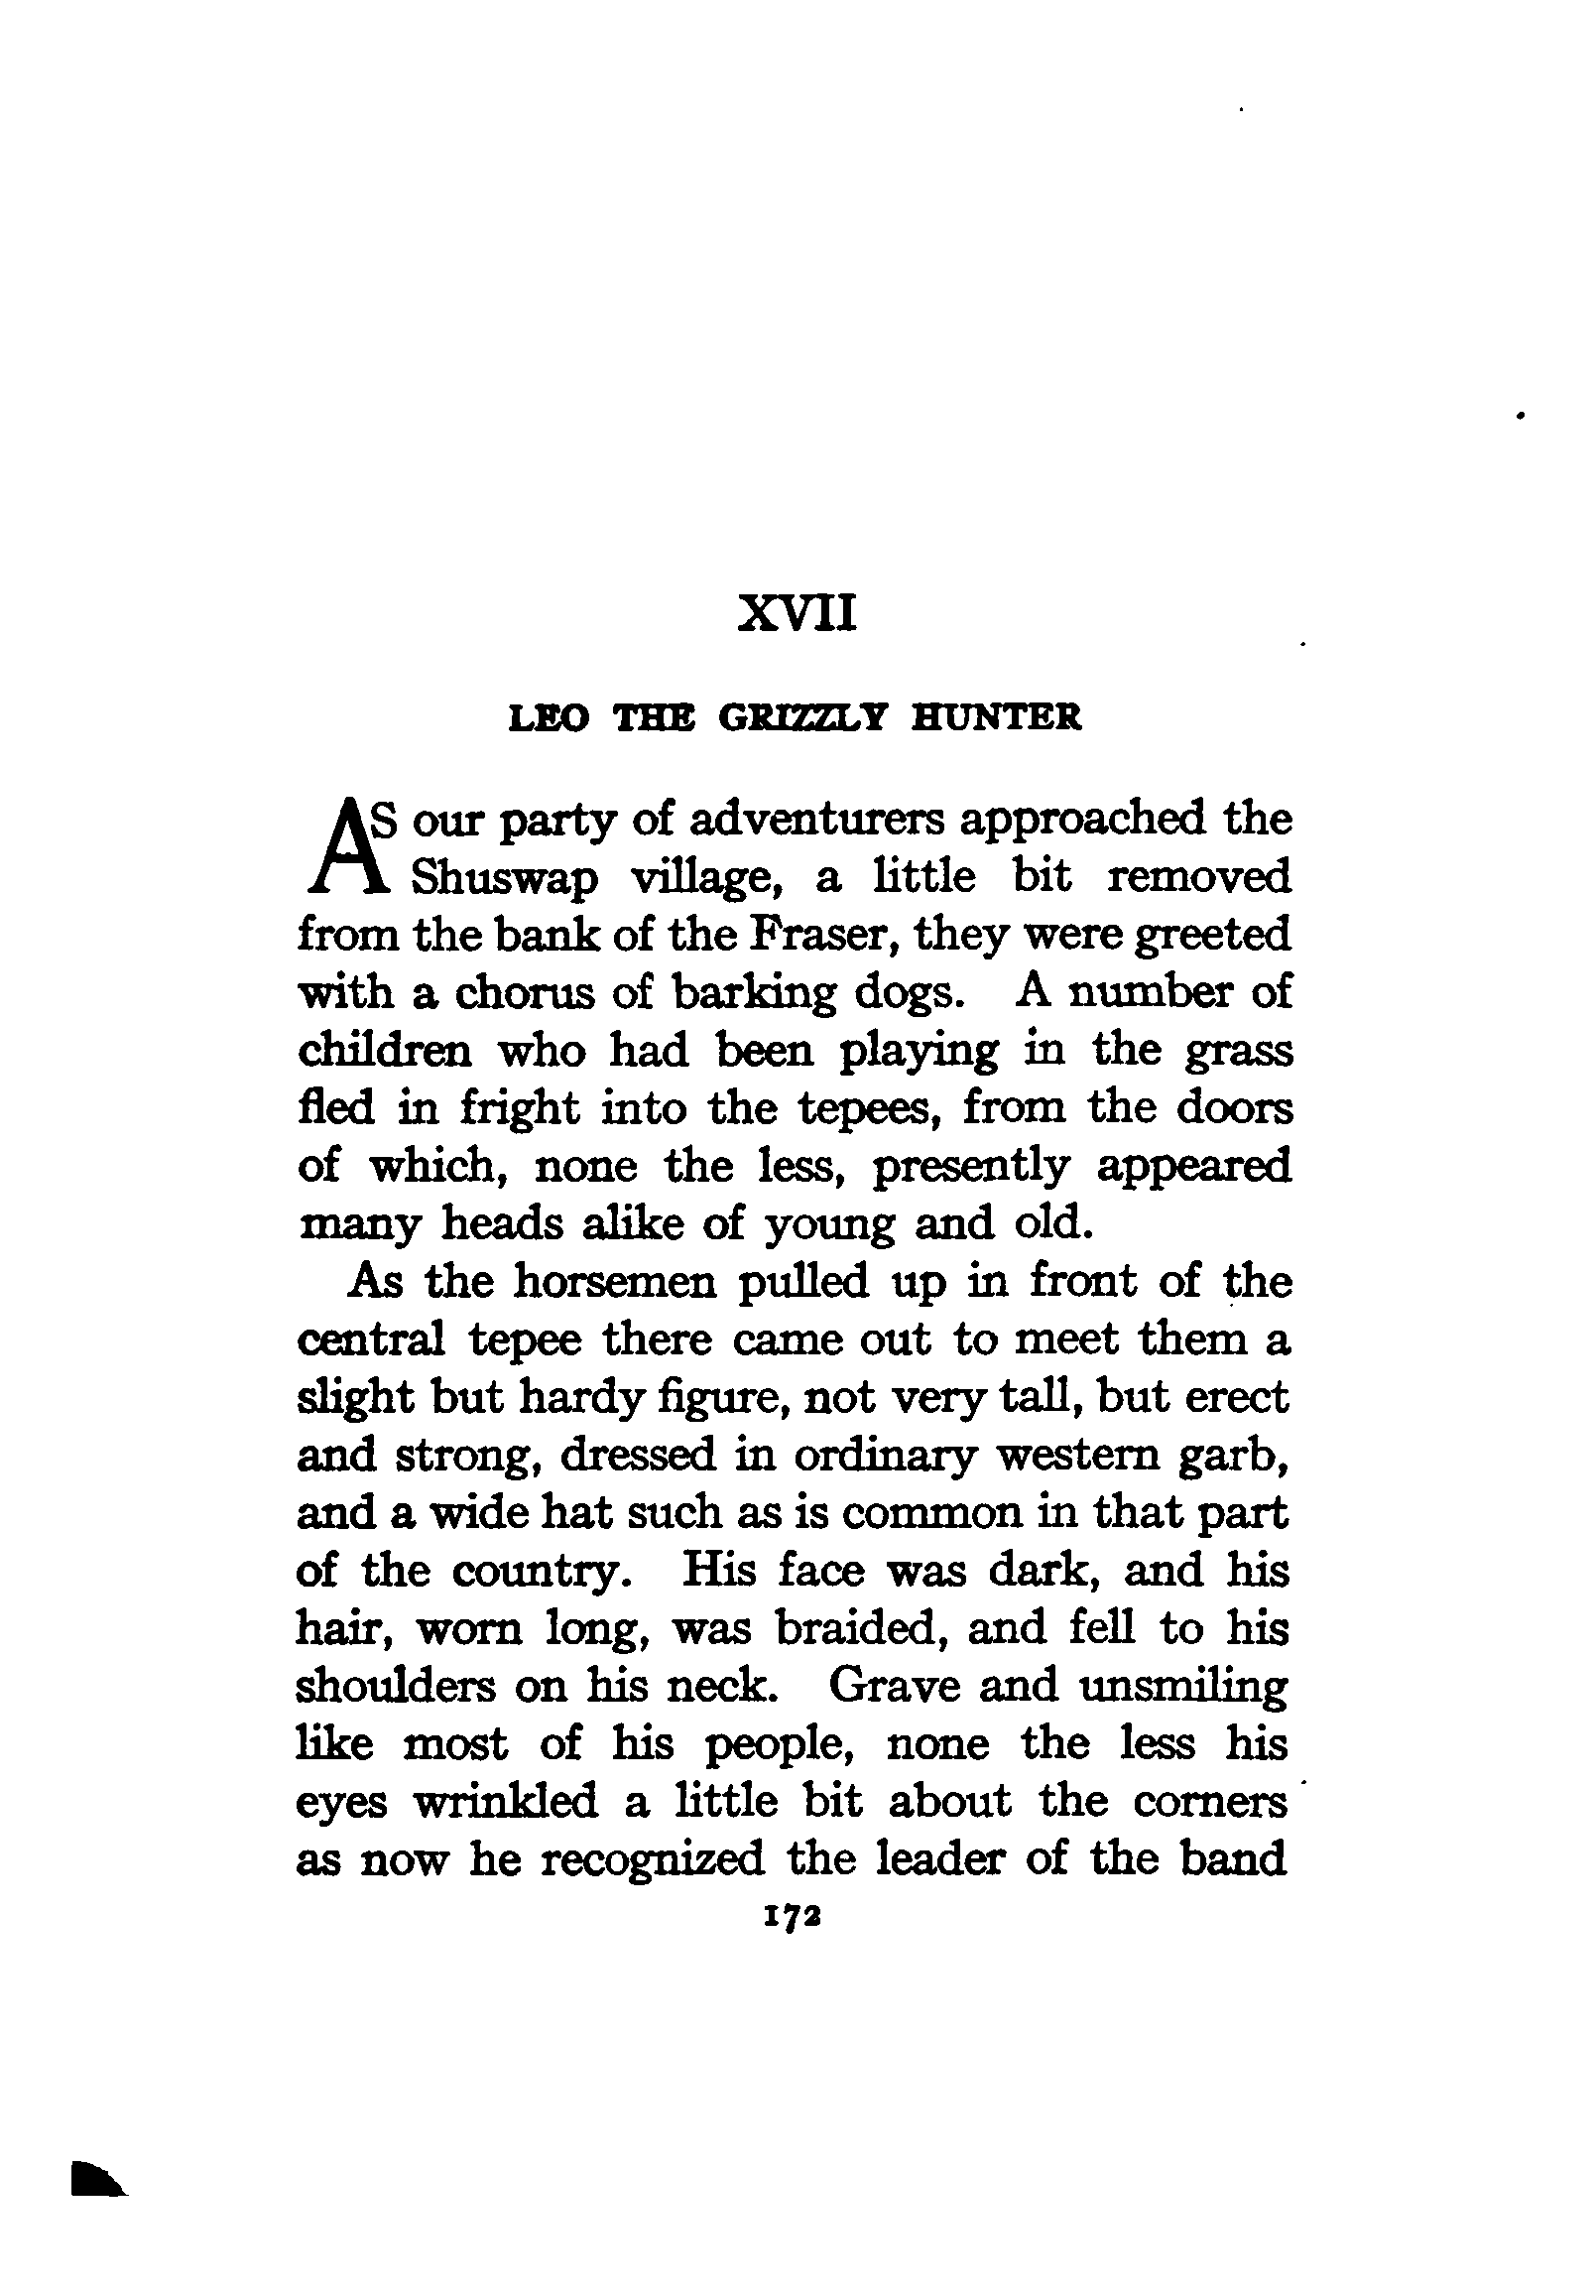 XVII
LEO THE GRIZZLY HUNTER
AS our party of adventurers approached the
Shuswap village, a little bit removed
from the bank of the Fraser, they were greeted
with a chorus of barking dogs. A number of
children who had been playing in the grass
fled in fright into the tepees, from the doors
of which, none the less, presently appeared
many heads alike of young and old.
As the horsemen pulled up in front of the
central tepee there came out to meet them a
slight but hardy figure, not very tall, but erect
and strong, dressed in ordinary western garb,
and a wide hat such as is common in that part
of the country. His face was dark, and his
hair, worn long, was braided, and fell to his
shoulders on his neck. Grave and unsmiling
like most of his people, none the less his
eyes wrinkled a little bit about the corners
as now he recognized the leader of the band
172